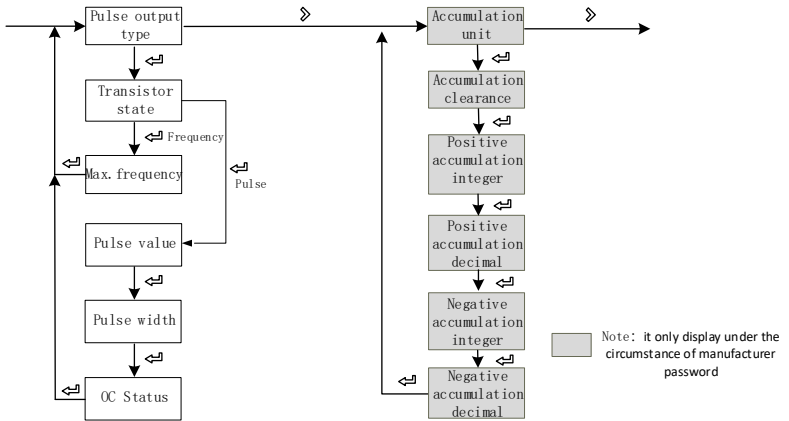 Pulse output
type
Transistor
state
Frequency
Pulse
Max. frequency
Pulse value
Pulse width
OC Status
Accumulation
unit
Accumulation
clearance
Positive
accumulation
integer
Positive
accumulation
decimal
Negative
accumulation
integer
Negative
accumulation
decimal
Note: it only display under the
circumstance of manufacturer
password